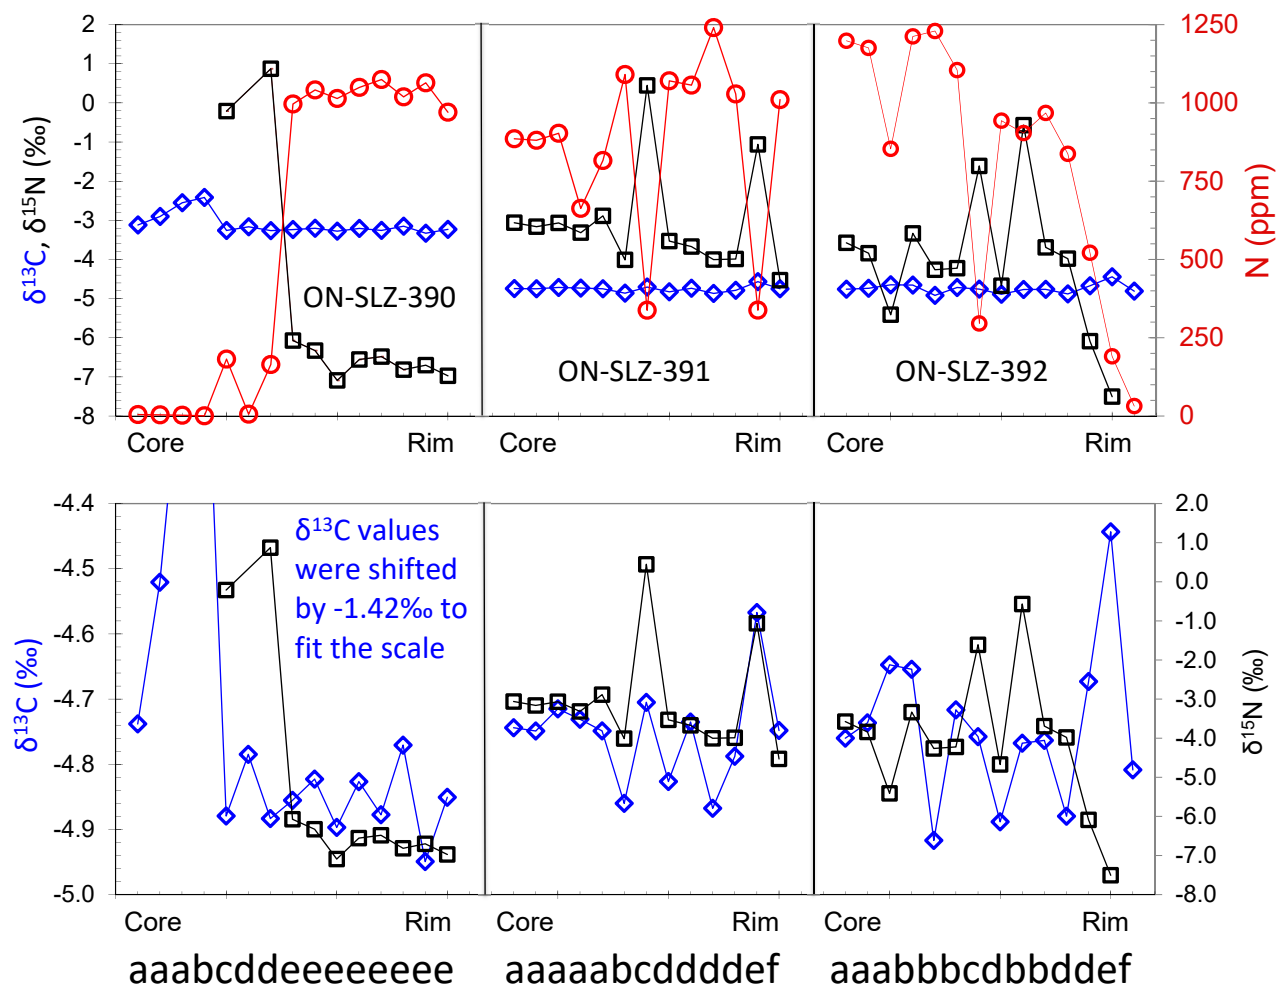 2
1
0
-1
-2
-3
-4
-5
-6
-7
-8
δ13C, δ15N (‰)
1250
1000
750
500
250
0
N (ppm)
ON-SLZ-390
ON-SLZ-391
ON-SLZ-392
Core Rim Core Rim Core Rim
-4.4
-4.5
-4.6
-4.7
-4.8
-4.9
-5.0
δ13C (‰)
δ13C values
were shifted
by -1.42‰ to
fit the scale
2.0
1.0
0.0
-1.0
-2.0
-3.0
-4.0
-5.0
-6.0
-7.0
-8.0
δ15N (‰)
Core Rim Core Rim Core Rim
aaabcddeeeeeeee aaaaabcddddef aaabbbcdbbddef